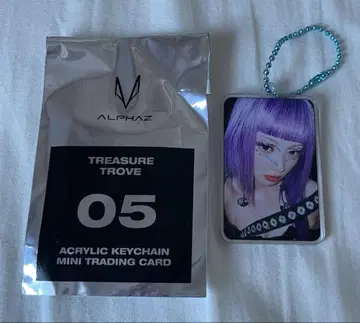 ALPHAZ
TREASURE
TROVE
05
ACRYLIC KEYCHAIN
MINI TRADING CARD